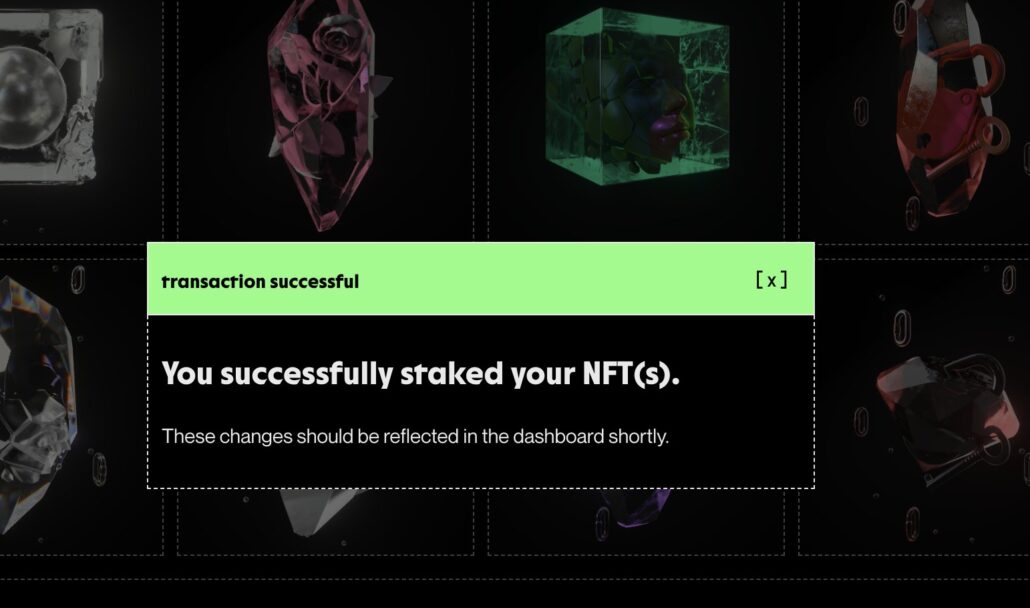 transaction successful
[x]
You successfully staked your NFT(s).
These changes should be reflected in the dashboard shortly.